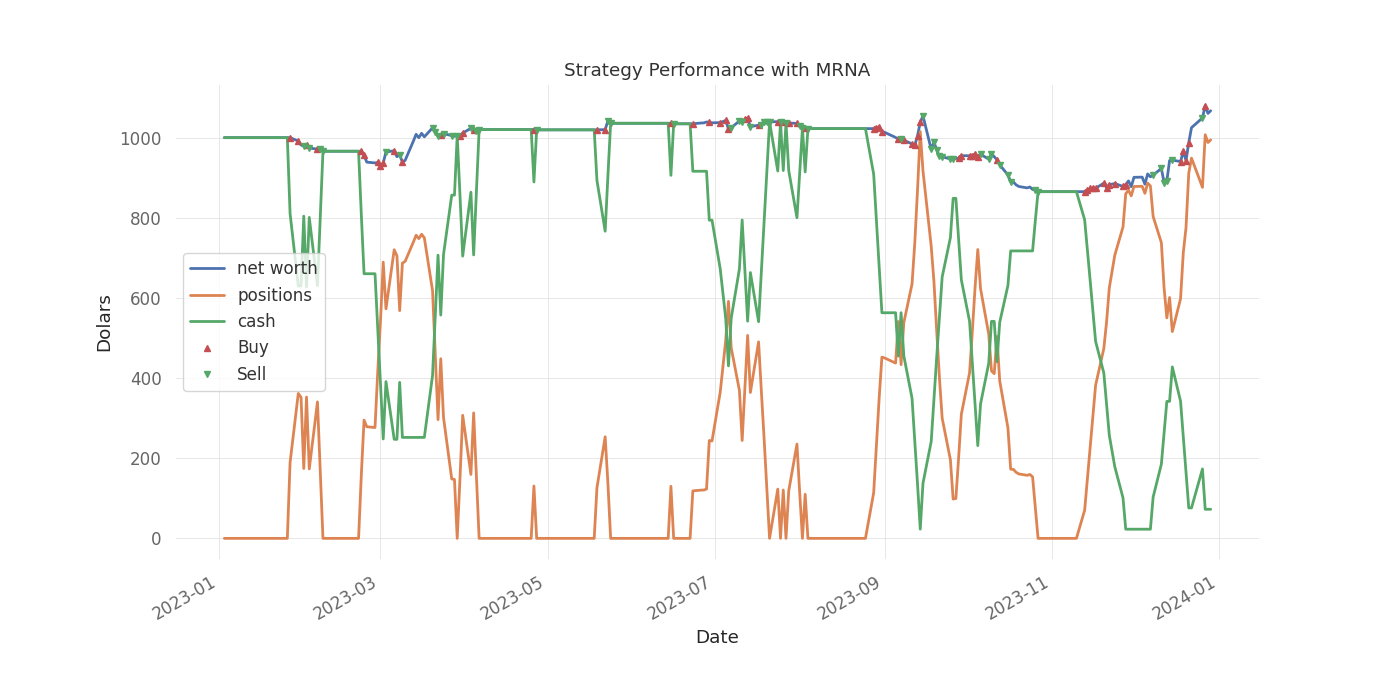 Strategy Performance with MRNA
1000
800
600
400
200
0
Dolars
net worth
positions
cash
Buy
Sell
2023-01
2023-03
2023-05
2023-07
2023-09
2023-11
2024-01
Date